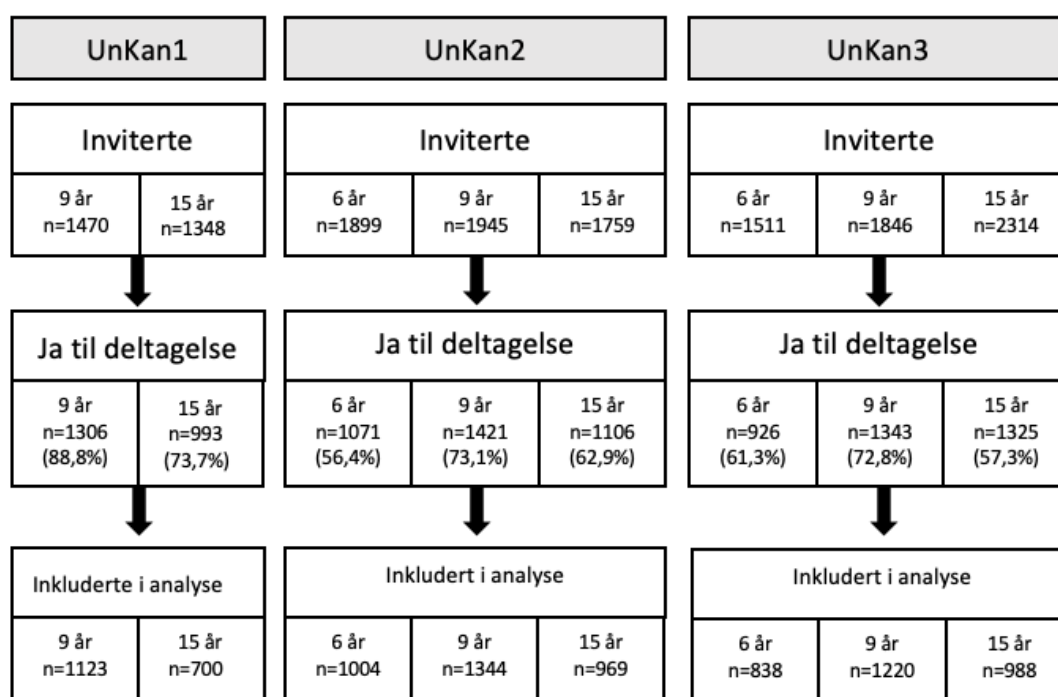 UnKan1
UnKan2
UnKan3
Inviterte
9 år
n=1470
15 år
n=1348
Inviterte
6 år
n=1899
9 år
n=1945
15 år
n=1759
Inviterte
6 år
n=1511
9 år
n=1846
15 år
n=2314
Ja til deltagelse
9 år
n=1306
(88,8%)
15 år
n=993
(73,7%)
Ja til deltagelse
6 år
n=1071
(56,4%)
9 år
n=1421
(73,1%)
15 år
n=1106
(62,9%)
Ja til deltagelse
6 år
n=926
(61,3%)
9 år
n=1343
(72,8%)
15 år
n=1325
(57,3%)
Inkluderte i analyse
9 år
n=1123
15 år
n=700
Inkludert i analyse
6 år
n=1004
9 år
n=1344
15 år
n=969
Inkludert i analyse
6 år
n=838
9 år
n=1220
15 år
n=988